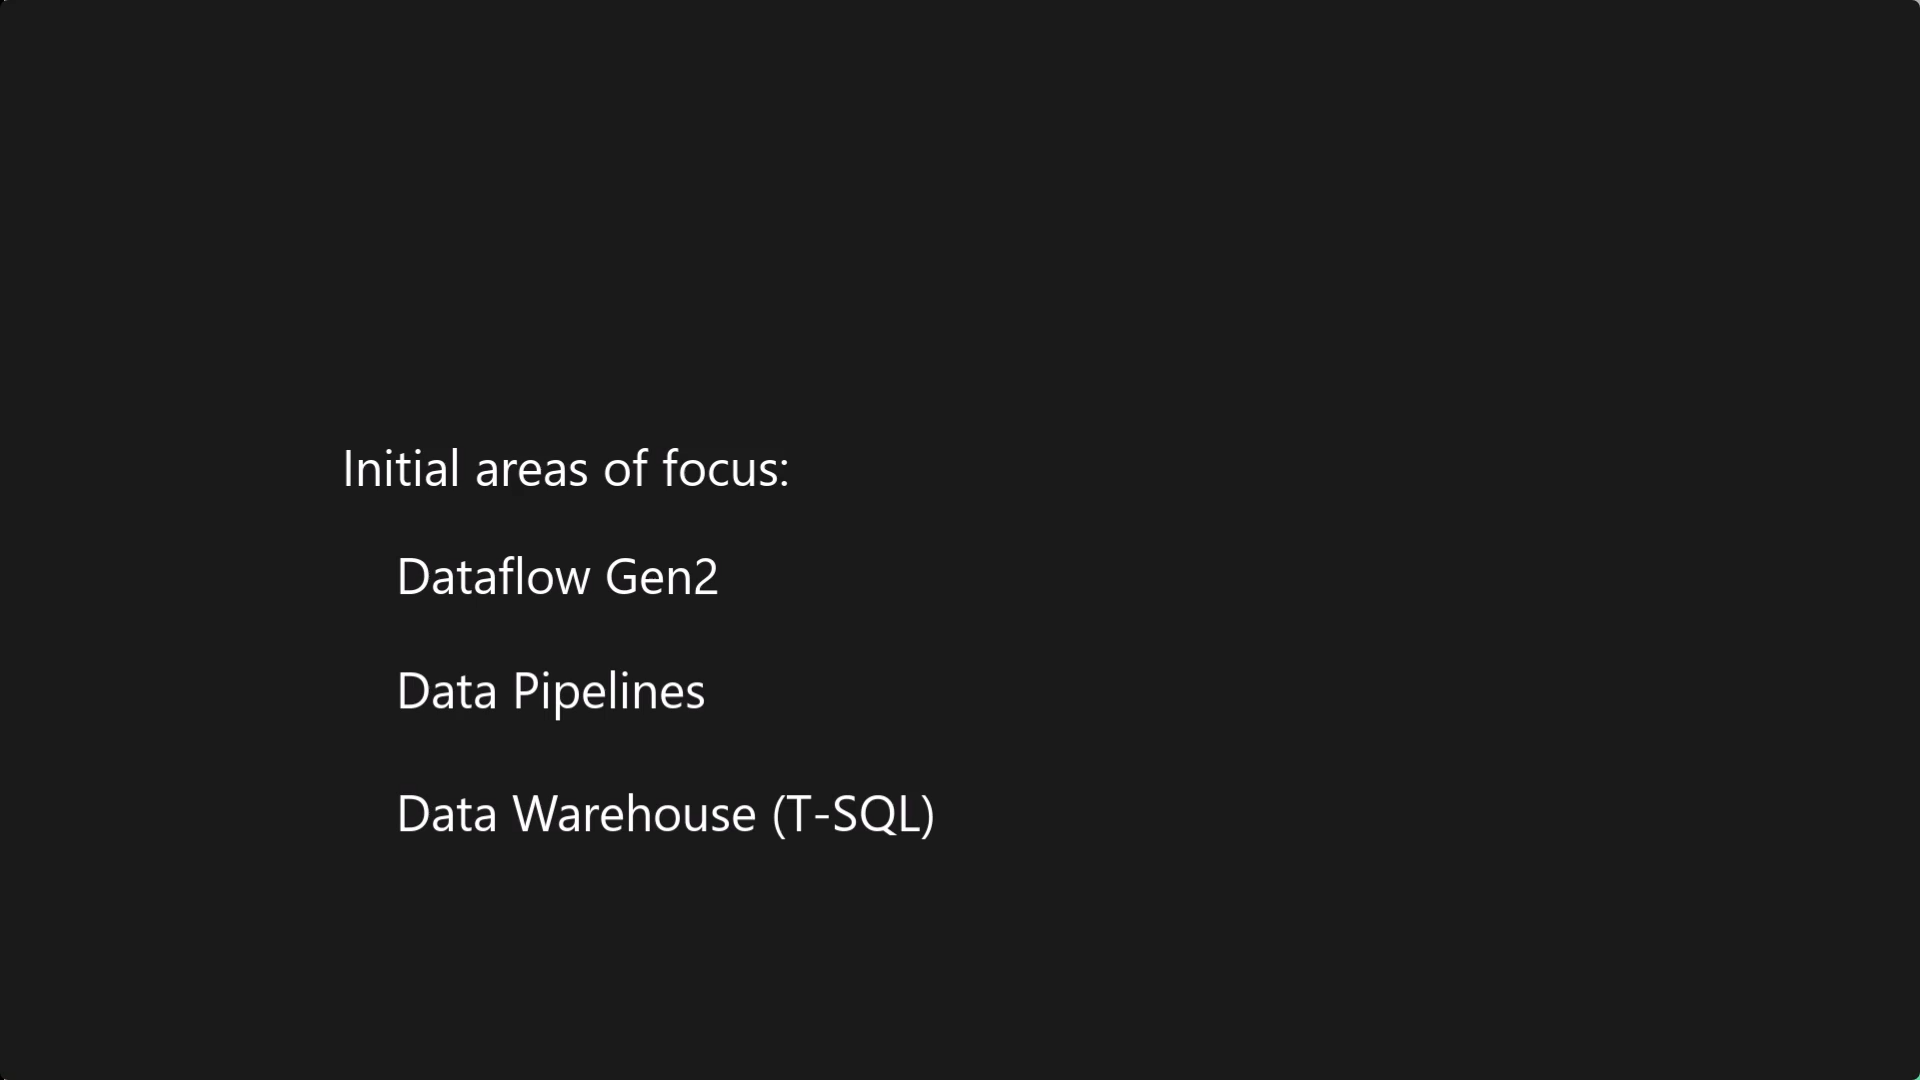 Initial areas of focus:
Dataflow Gen2
Data Pipelines
Data Warehouse (T-SQL)